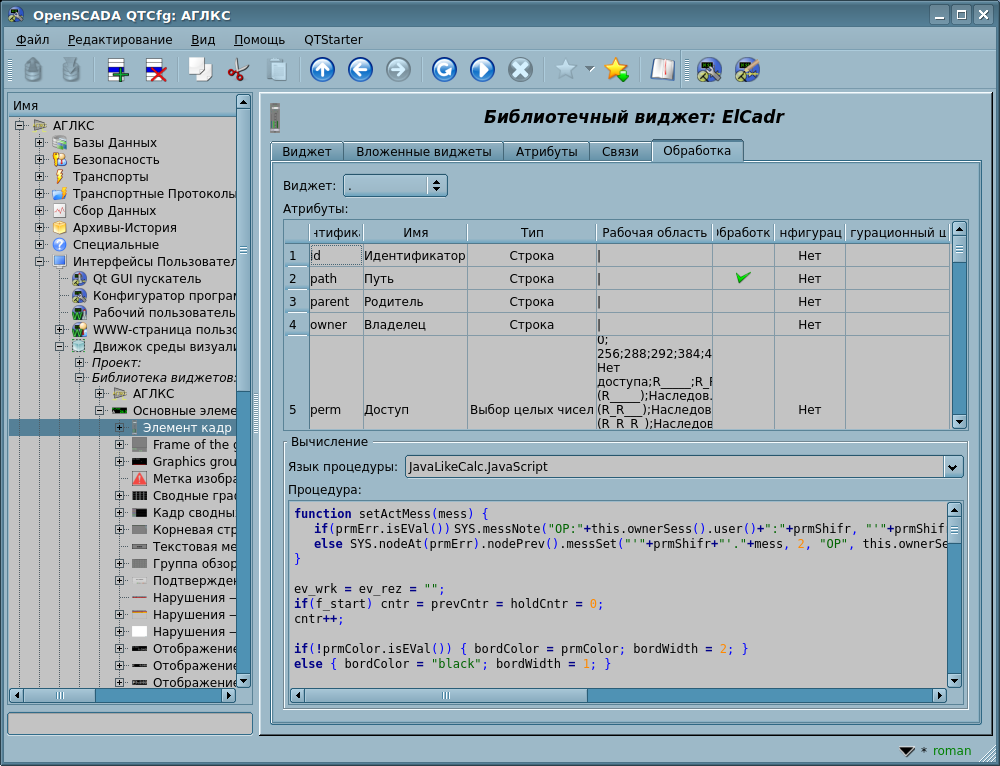 OpenSCADA QTCfg: АГЛКС
Файл Редактирование Вид Помощь QTStarter
Имя
АГЛКС
Базы Данных
Безопасность
Транспорты
Транспортные Протоколы
Сбор Данных
Архивы-История
Специальные
Интерфейсы Пользовател
Qt GUI пускатель
Конфигуратор програм
Рабочий пользователь
WWW-страница пользо
Движок среды визуали
Проект:
Библиотека виджетов:
АГЛКС
Основные элеме
Элемент кадр
Frame of the g
Graphics grou
Метка изобра
Сводные гра
Кадр сводны
Корневая стр
Текстовая ме
Группа обзор
Подтвержден
Нарушения —
Нарушения —
Нарушения —
Отображение
Отображение
Отображение
Библиотечный виджет: ElCadr
Виджет Вложенные виджеты Атрибуты Связи Обработка
Виджет: .
Атрибуты:
нтифика Имя Тип Рабочая область обработк нфигурац гурационный ш
1 id Идентификатор Строка | Нет
2 path Путь Строка | Нет
3 parent Родитель Строка | Нет
4 owner Владелец Строка | Нет
0;
256;288;292;384;4
Нет
доступа;R_____;R_R
(R_____);Наследов.
5 perm Доступ Выбор целых чисел (R_R___);Наследов Нет
(R_R_R_);Наследов
Вычисление
Язык процедуры: JavaLikeCalc.JavaScript
Процедура:
function setActMess(mess) {
if(prmErr.isEVal()) SYS.messNote("OP:"+this.ownerSess().user()+":"+prmShifr, "'"+prmShif
else SYS.nodeAt(prmErr).nodePrev().messSet("'"+prmShifr+"'."+mess, 2, "OP", this.ownerSe
}
ev_wrk = ev_rez = "";
if(f_start) cntr = prevCntr = holdCntr = 0;
cntr++;
if(!prmColor.isEVal()) { bordColor = prmColor; bordWidth = 2; }
else { bordColor = "black"; bordWidth = 1; }
* roman